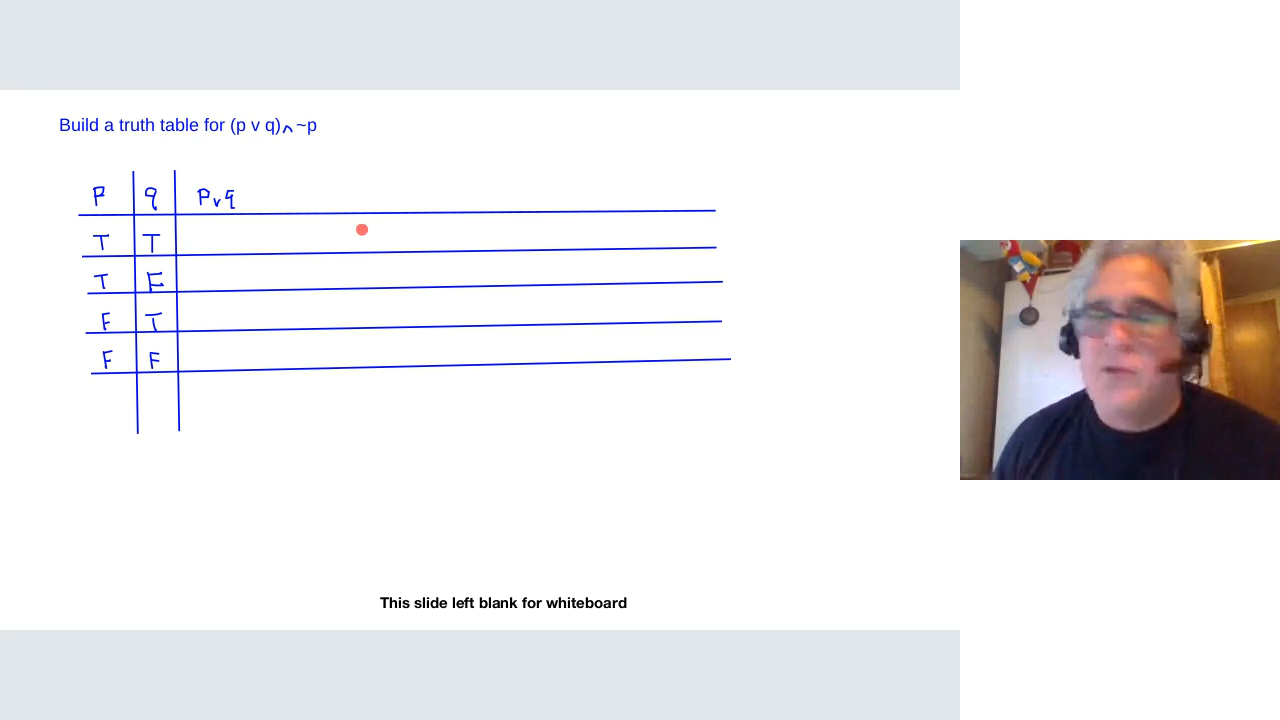 Build a truth table for (p v q)^ ~p
P q P v q
T T
T F
F T
F F
This slide left blank for whiteboard